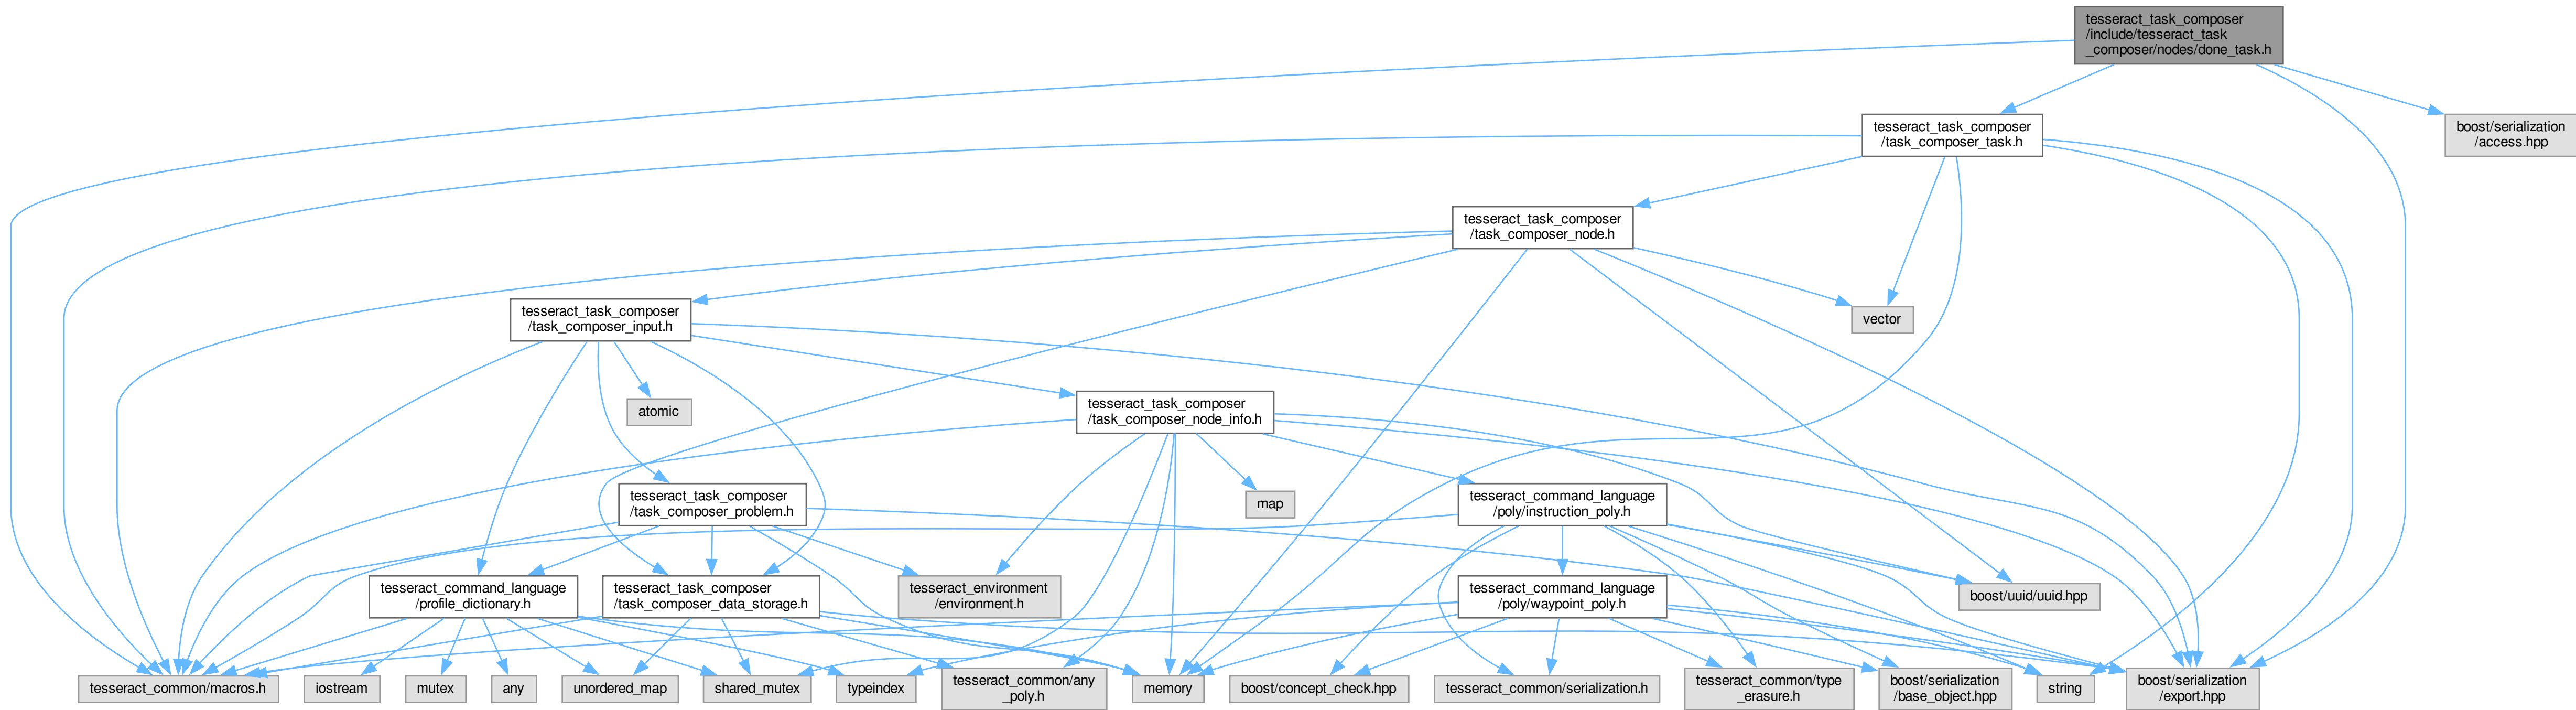 tesseract_task_composer
/include/tesseract_task
_composer/nodes/done_task.h
tesseract_task_composer
/task_composer_task.h
boost/serialization
/access.hpp
tesseract_task_composer
/task_composer_node.h
tesseract_task_composer
/task_composer_input.h
vector
atomic
tesseract_task_composer
/task_composer_node_info.h
tesseract_task_composer
/task_composer_problem.h
map
tesseract_command_language
/poly/instruction_poly.h
tesseract_command_language
/profile_dictionary.h
tesseract_task_composer
/task_composer_data_storage.h
tesseract_environment
/environment.h
tesseract_command_language
/poly/waypoint_poly.h
boost/uuid/uuid.hpp
tesseract_common/macros.h
iostream
mutex
any
unordered_map
shared_mutex
typeindex
tesseract_common/any
_poly.h
memory
boost/concept_check.hpp
tesseract_common/serialization.h
tesseract_common/type
_erasure.h
boost/serialization
/base_object.hpp
string
boost/serialization
/export.hpp